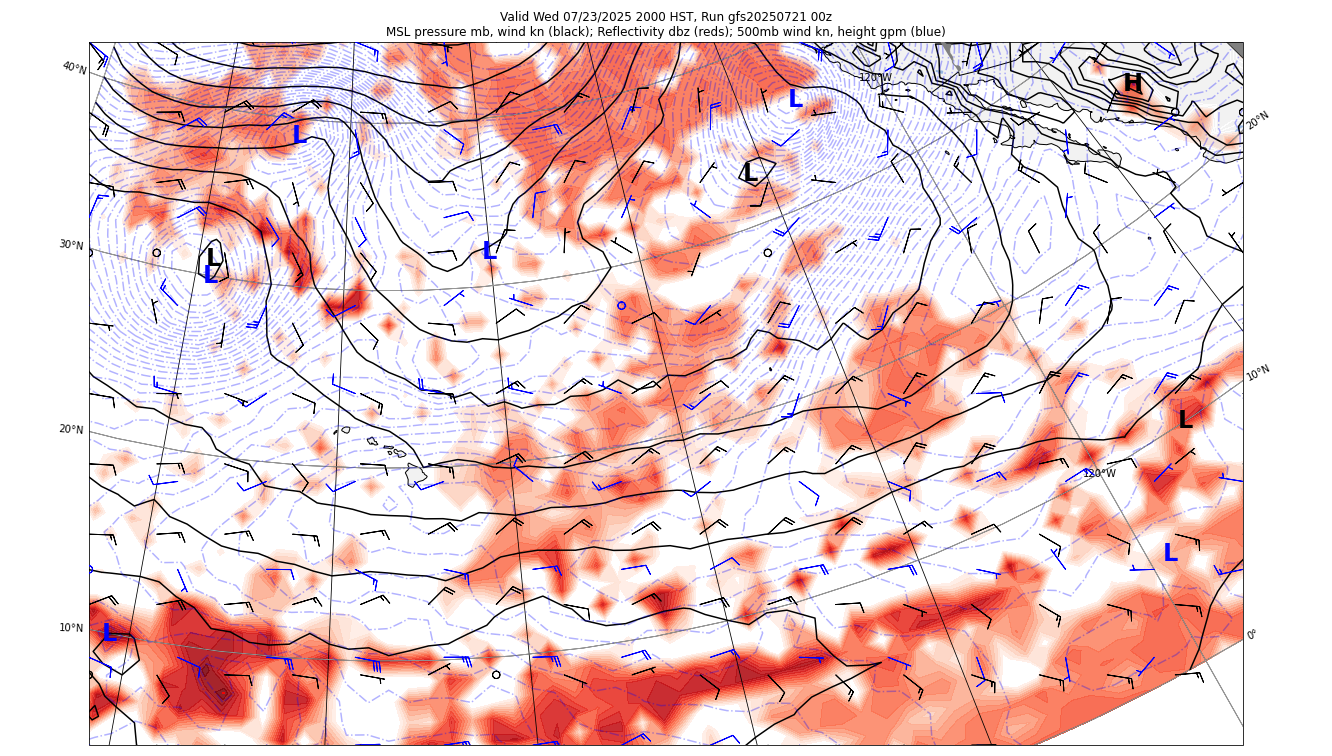 Valid Wed 07/23/2025 2000 HST, Run gfs20250721 00z
MSL pressure mb, wind kn (black); Reflectivity dbz (reds); 500mb wind kn, height gpm (blue)
40°N
120°W
H
L
20°N
L
L
30°N
L
L
L
10°N
20°N
L
120°W
L
10°N
L
0°